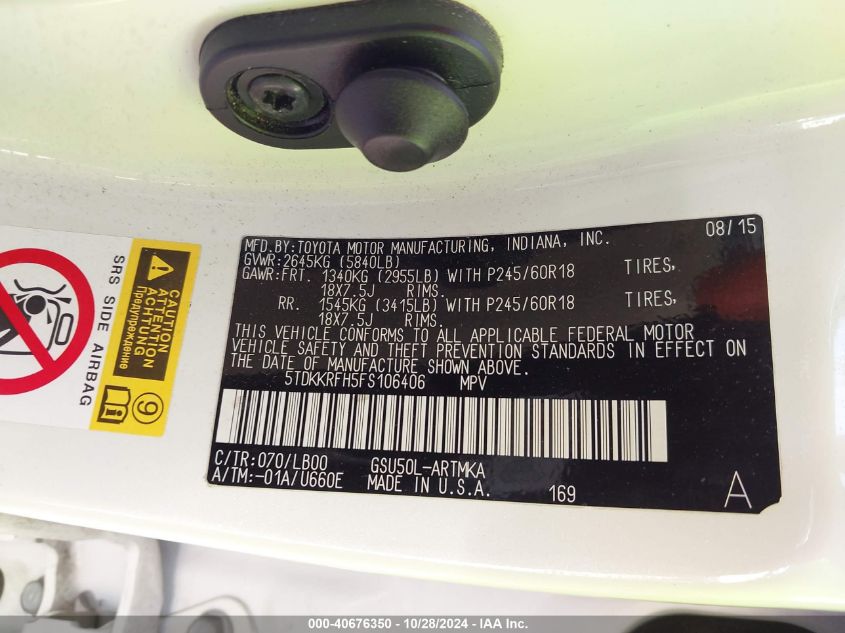 MFD.BY:TOYOTA MOTOR MANUFACTURING, INDIANA, INC. 08/15
GVWR:2645KG (5840LB)
GAWR:FRT. 1340KG (2955LB) WITH P245/60R18 TIRES,
18X7.5J RIMS.
RR. 1545KG (3415LB) WITH P245/60R18 TIRES,
18X7.5J RIMS.
THIS VEHICLE CONFORMS TO ALL APPLICABLE FEDERAL MOTOR
VEHICLE SAFETY AND THEFT PREVENTION STANDARDS IN EFFECT ON
THE DATE OF MANUFACTURE SHOWN ABOVE.
5TDKKRFH5FS106406 MPV
C/TR:070/LB00 GSU50L-ARTMKA
A/TM:-01A/U660E MADE IN U.S.A. 169 A
SRS SIDE AIRBAG
CAUTION
ATTENTION
ACHTUNG
Предупреждение
9
000-40676350 / 10/28/2024 - IAA Inc.